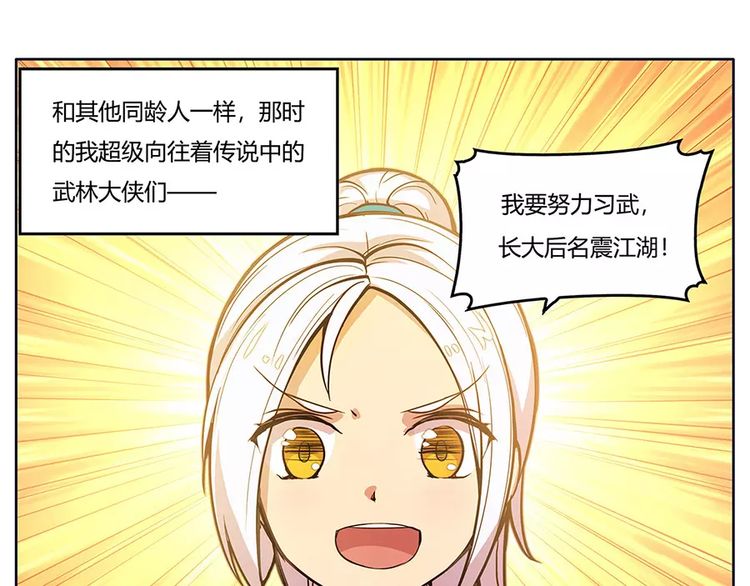 和其他同龄人一样，那时
的我超级向往着传说中的
武林大侠们——
我要努力习武，
长大后名震江湖！